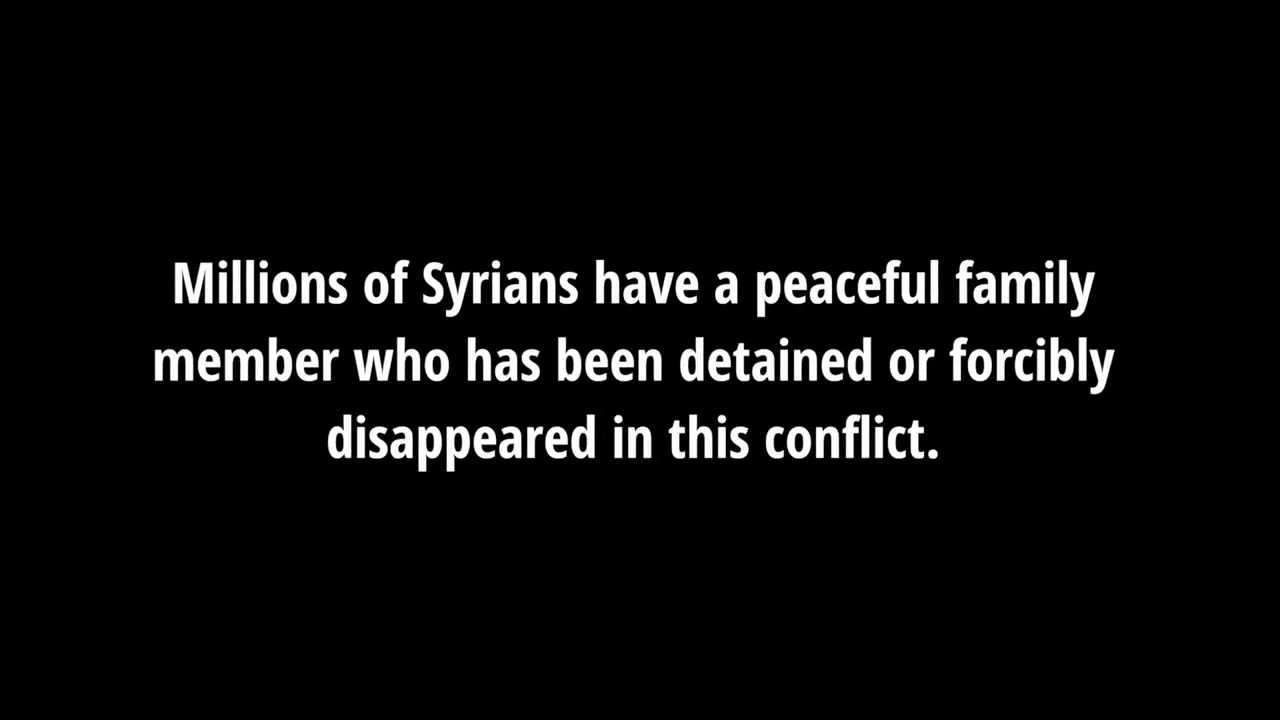 Millions of Syrians have a peaceful family
member who has been detained or forcibly
disappeared in this conflict.